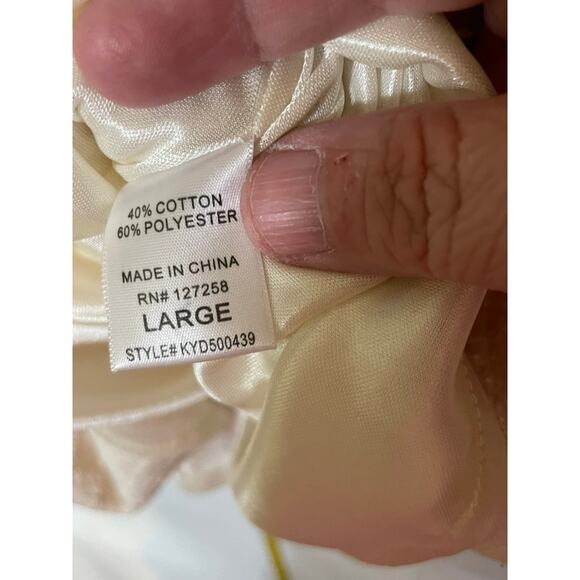 40% COTTON
60% POLYESTER
MADE IN CHINA
RN# 127258
LARGE
STYLE# KYD500439